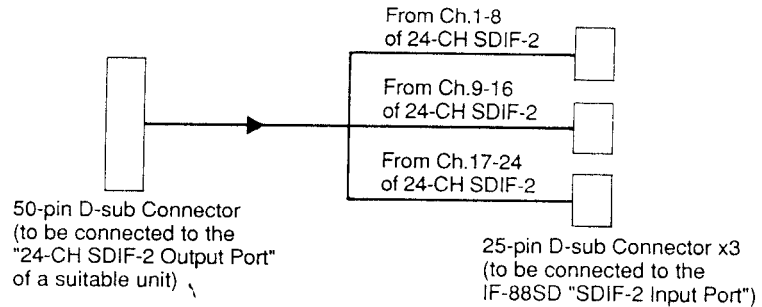 From Ch.1-8
of 24-CH SDIF-2
From Ch.9-16
of 24-CH SDIF-2
From Ch.17-24
of 24-CH SDIF-2
50-pin D-sub Connector
(to be connected to the
"24-CH SDIF-2 Output Port"
of a suitable unit)
25-pin D-sub Connector x3
(to be connected to the
IF-88SD "SDIF-2 Input Port")